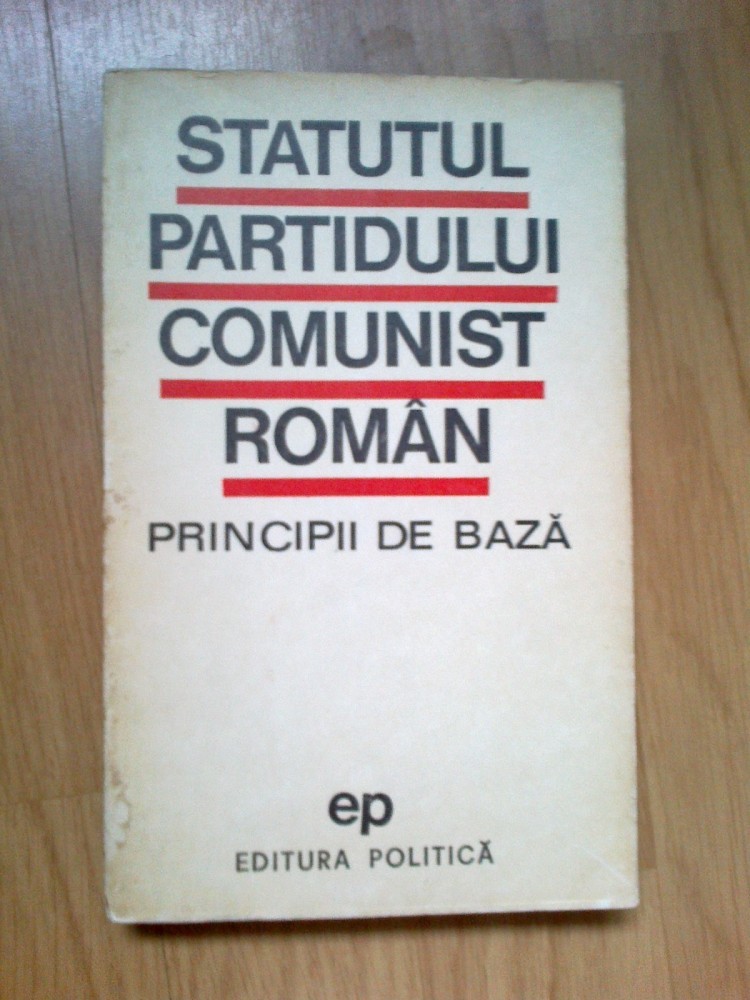 STATUTUL
PARTIDULUI
COMUNIST
ROMÂN
PRINCIPII DE BAZĂ
ep
EDITURA POLITICĂ